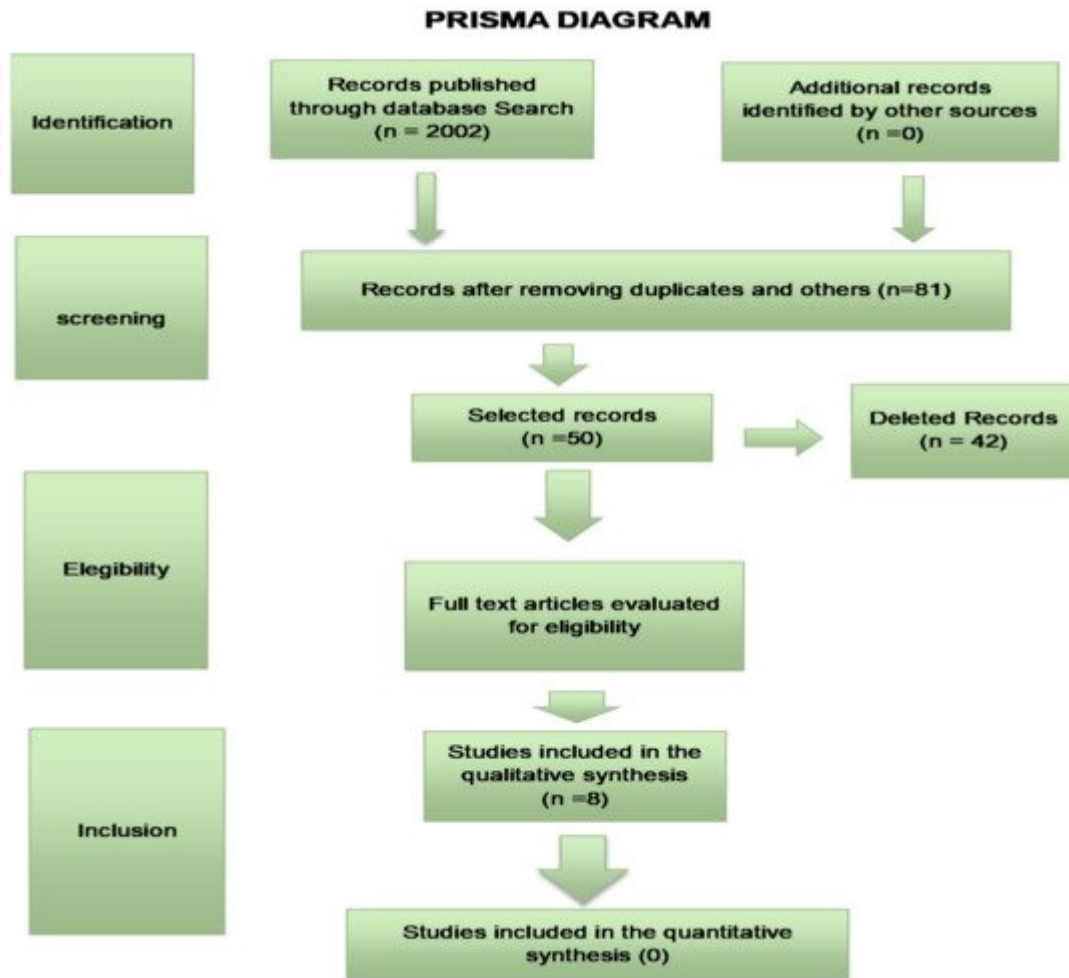 PRISMA DIAGRAM
Identification
Records published
through database Search
(n = 2002)
Additional records
identified by other sources
(n =0)
screening
Records after removing duplicates and others (n=81)
Selected records
(n =50)
Deleted Records
(n = 42)
Elegibility
Full text articles evaluated
for eligibility
Inclusion
Studies included in the
qualitative synthesis
(n =8)
Studies included in the quantitative
synthesis (0)